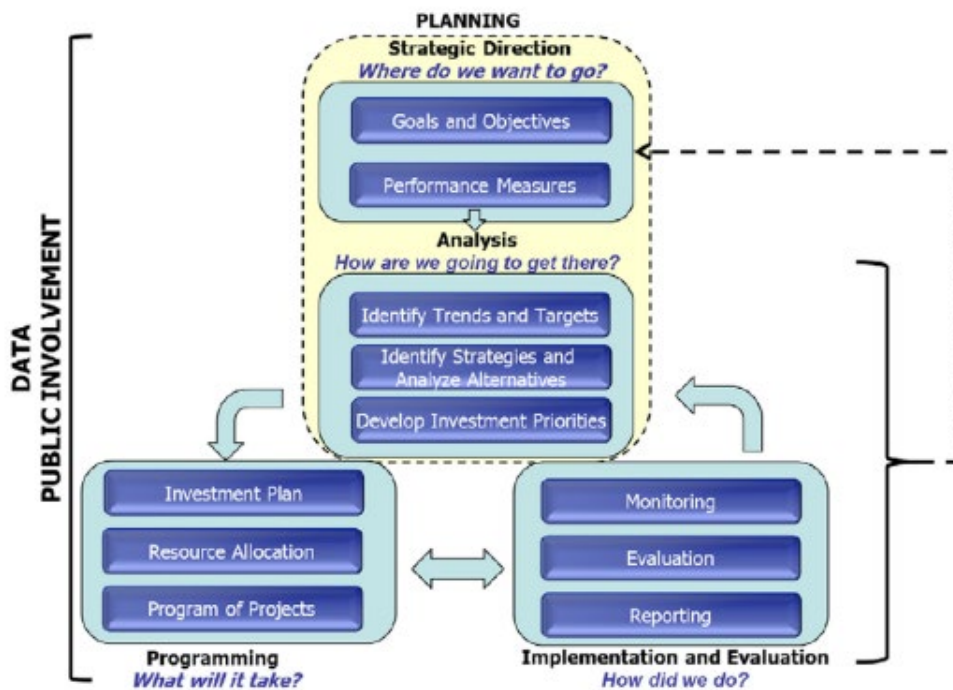 PLANNING
Strategic Direction
Where do we want to go?
Goals and Objectives
Performance Measures
Analysis
How are we going to get there?
Identify Trends and Targets
Identify Strategies and
Analyze Alternatives
Develop Investment Priorities
DATA
PUBLIC INVOLVEMENT
Investment Plan
Resource Allocation
Program of Projects
Programming
What will it take?
Monitoring
Evaluation
Reporting
Implementation and Evaluation
How did we do?